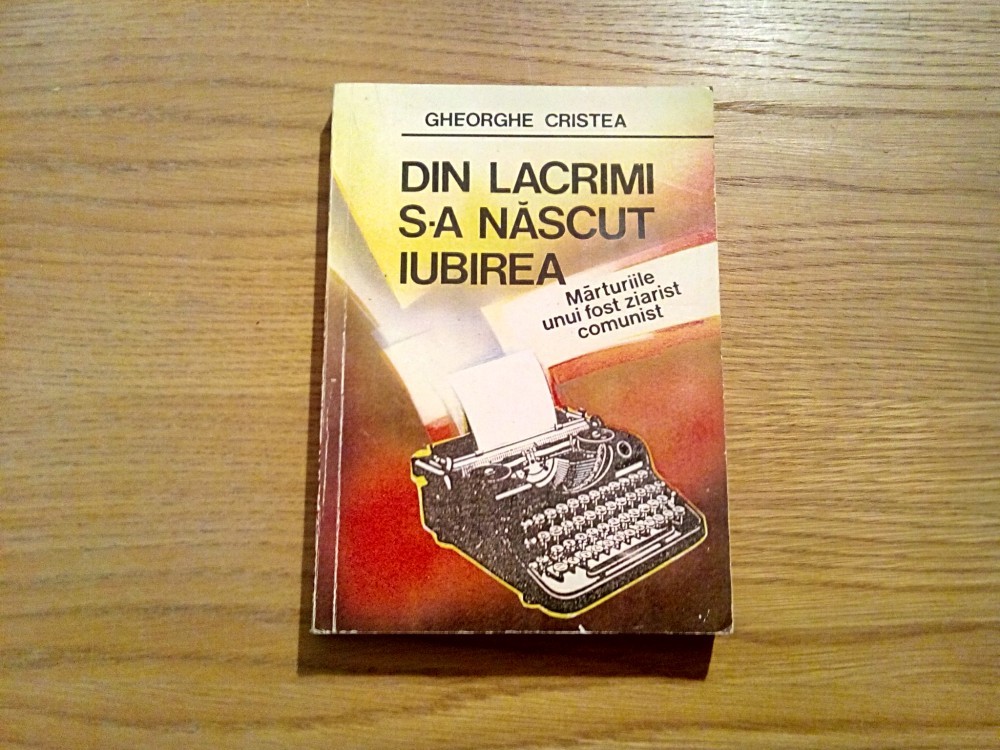 GHEORGHE CRISTEA
DIN LACRIMI
S-A NĂSCUT
IUBIREA
Mărturiile
unui fost ziarist
comunist